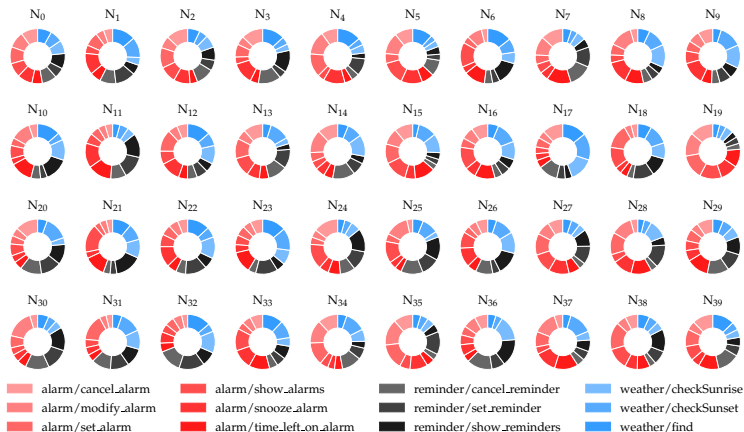 N0 N1 N2 N3 N4 N5 N6 N7 N8 N9
N10 N11 N12 N13 N14 N15 N16 N17 N18 N19
N20 N21 N22 N23 N24 N25 N26 N27 N28 N29
N30 N31 N32 N33 N34 N35 N36 N37 N38 N39
alarm/cancel_alarm alarm/show_alarms reminder/cancel_reminder weather/checkSunrise
alarm/modify_alarm alarm/snooze_alarm reminder/set_reminder weather/checkSunset
alarm/set_alarm alarm/time_left_on_alarm reminder/show_reminders weather/find